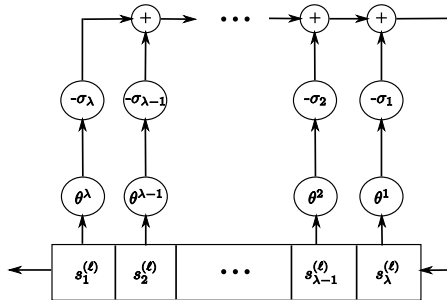 + ••• + +
-σ_λ -σ_{λ−1} -σ_2 -σ_1
θ^λ θ^{λ−1} θ^2 θ^1
s_1^{(ℓ)} s_2^{(ℓ)} ••• s_{λ−1}^{(ℓ)} s_λ^{(ℓ)}